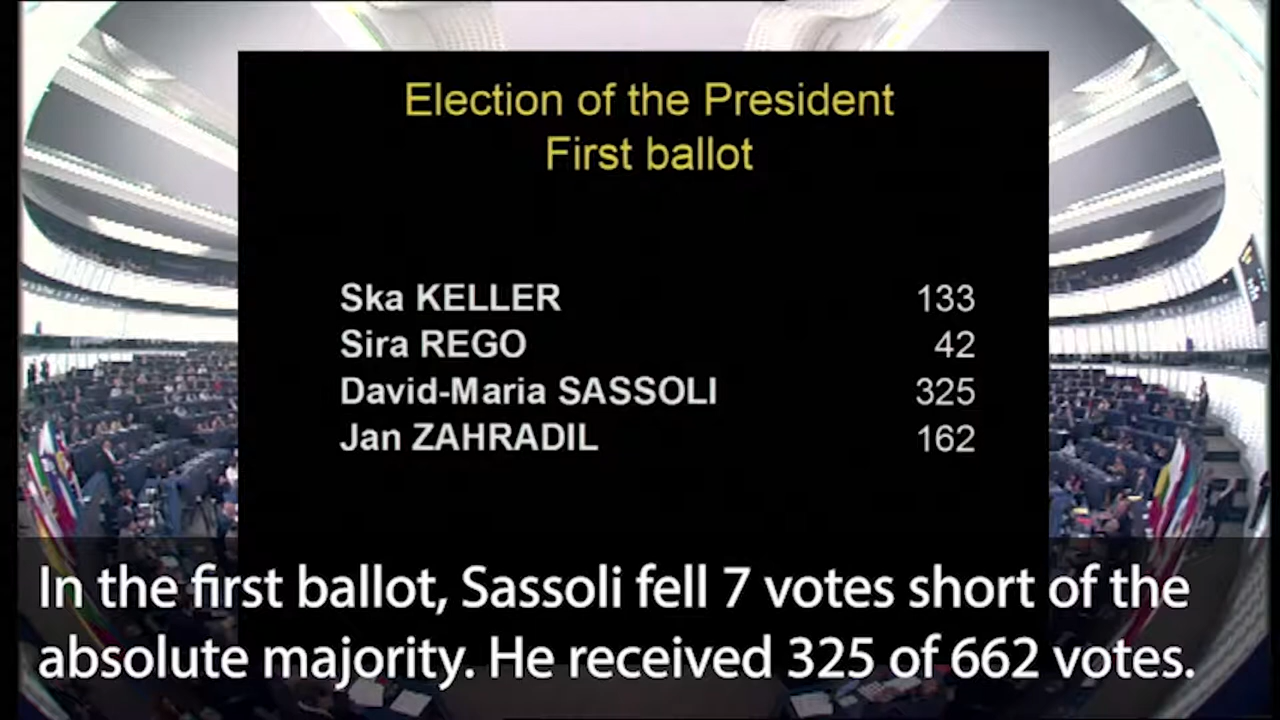 Election of the President
First ballot
Ska KELLER 133
Sira REGO 42
David-Maria SASSOLI 325
Jan ZAHRADIL 162
In the first ballot, Sassoli fell 7 votes short of the
absolute majority. He received 325 of 662 votes.